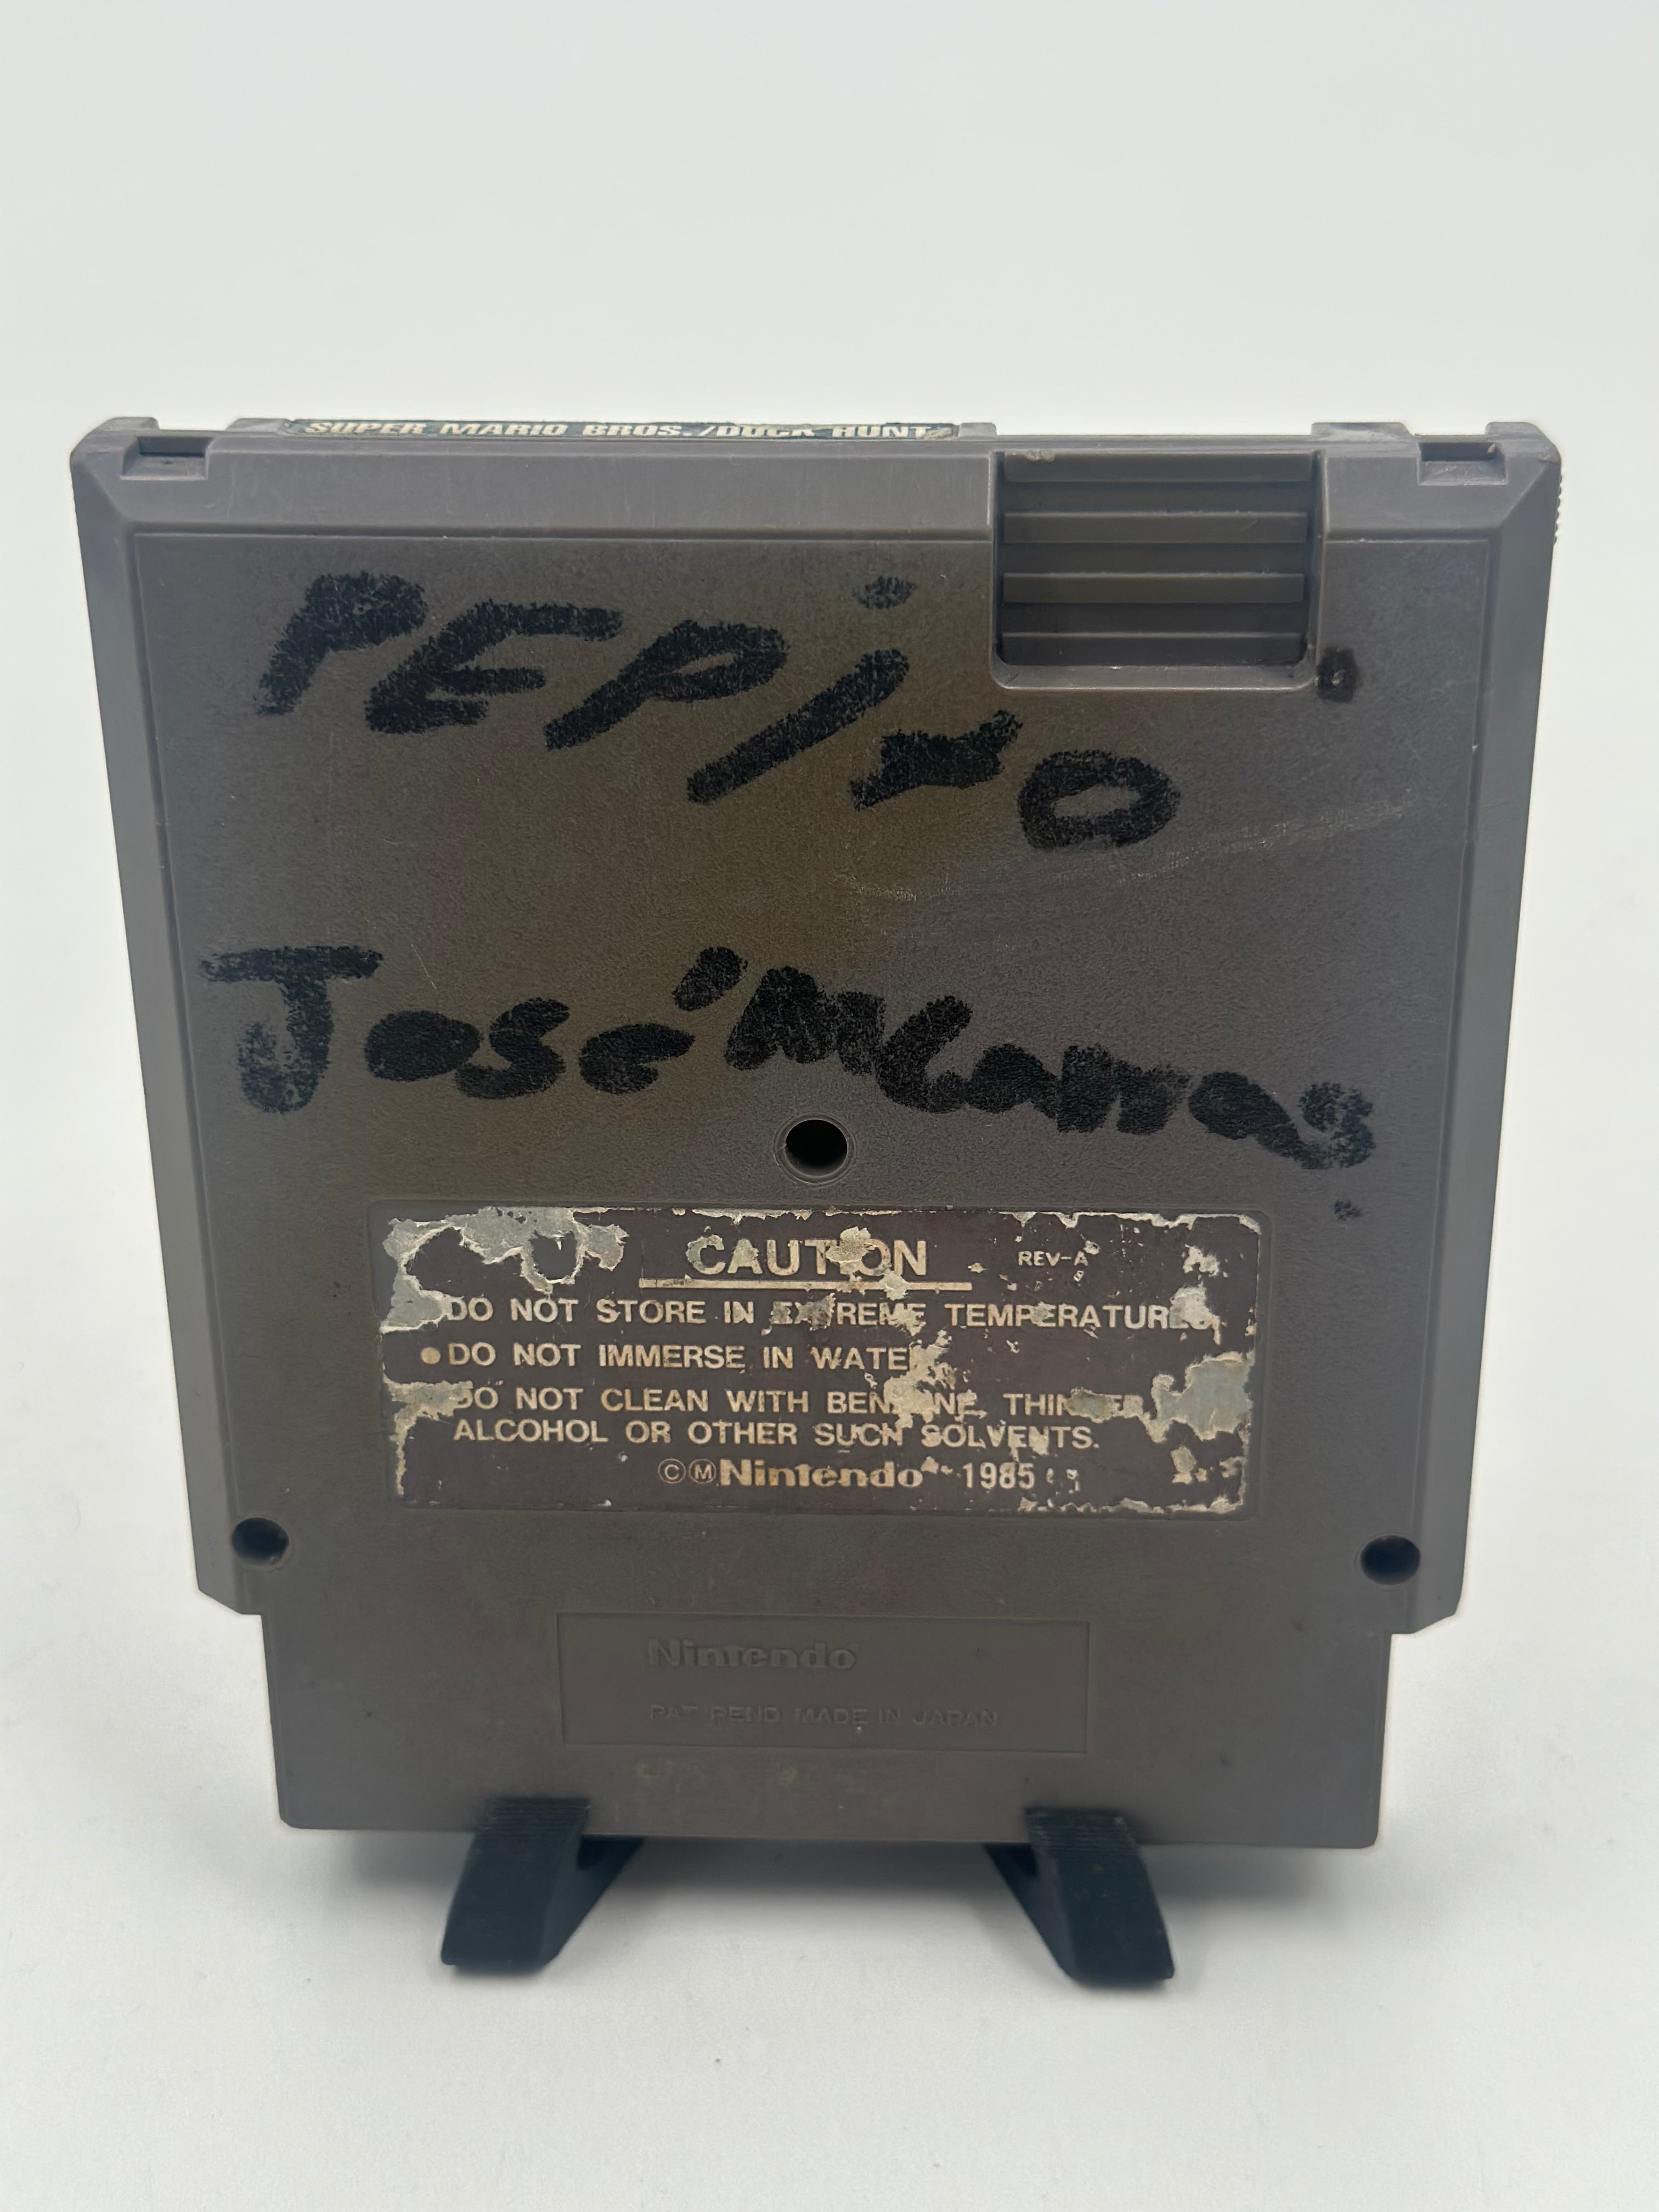 SUPER MARIO BROS./DUCK HUNT
PEPito
José M Camas
CAUTION REV-A
DO NOT STORE IN EXTREME TEMPERATURES,
●DO NOT IMMERSE IN WATER
DO NOT CLEAN WITH BENZENE, THINNER,
ALCOHOL OR OTHER SUCH SOLVENTS.
©Ⓜ Nintendo 1985
Nintendo
PAT PEND MADE IN JAPAN